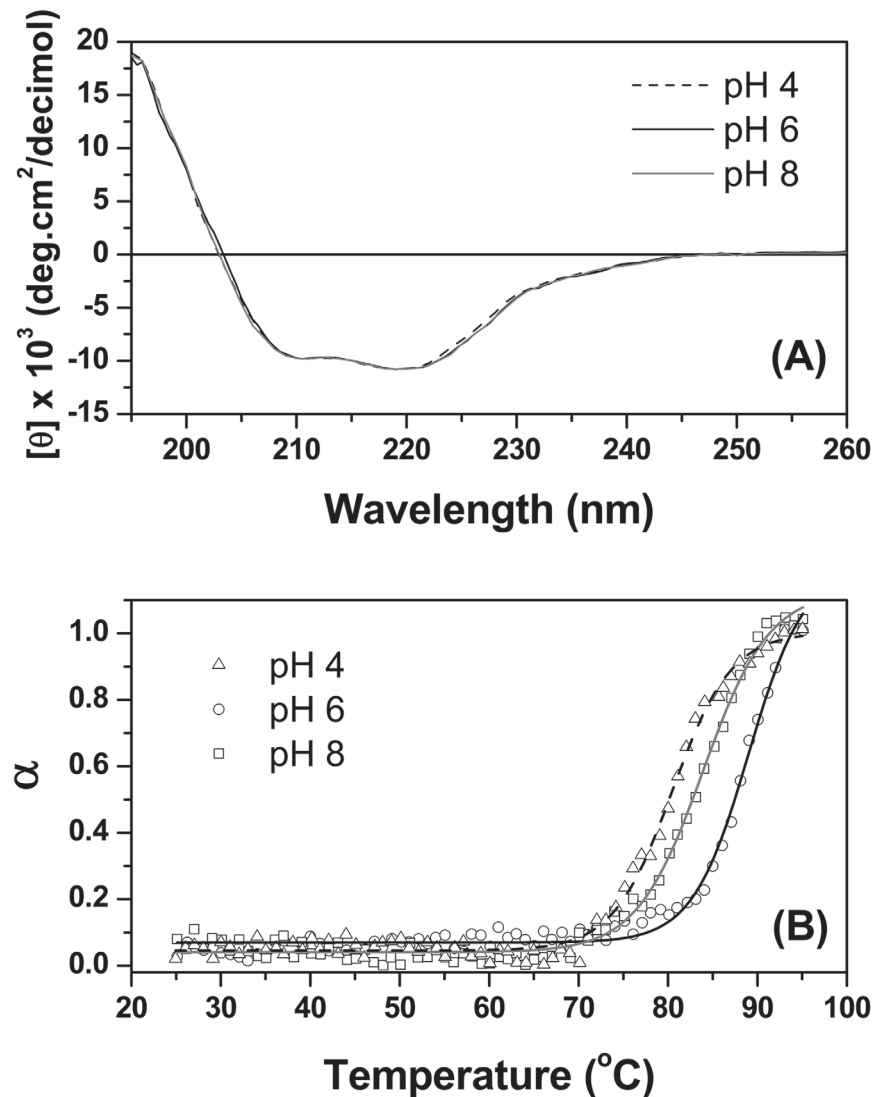 20
15
10
5
0
-5
-10
-15
[θ] x 10³ (deg.cm²/decimol)
pH 4
pH 6
pH 8
(A)
200 210 220 230 240 250 260
Wavelength (nm)
1.0
0.8
0.6
0.4
0.2
0.0
α
pH 4
pH 6
pH 8
(B)
20 30 40 50 60 70 80 90 100
Temperature (°C)